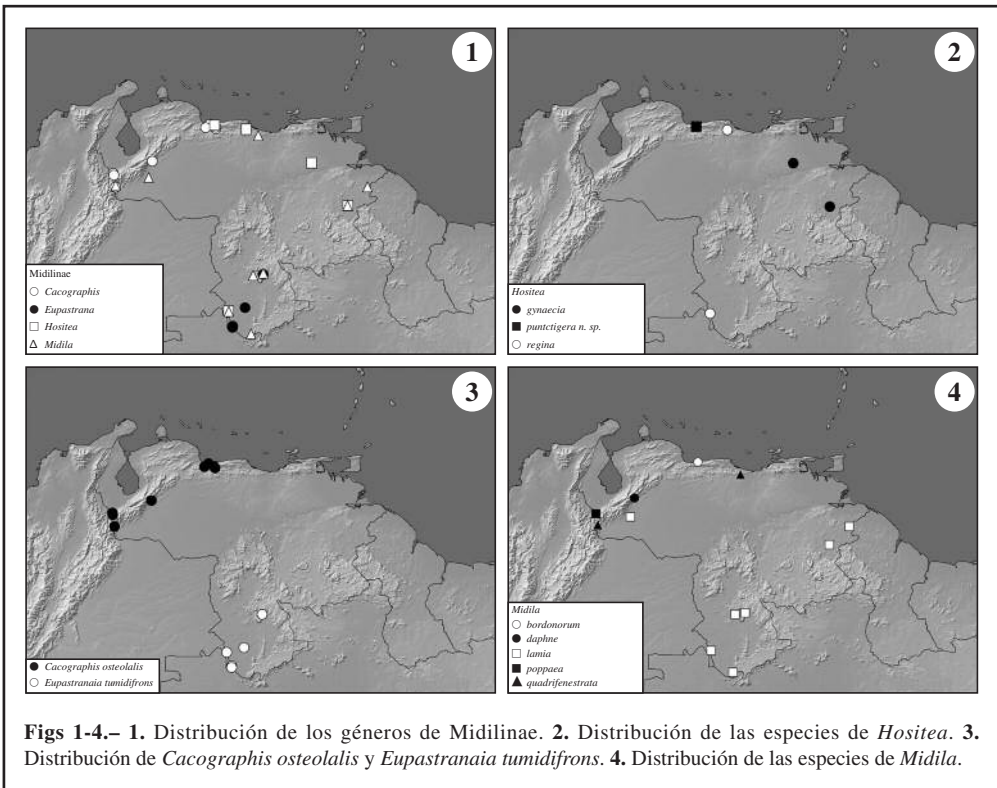 1
Midilinae
Cacographis
Eupastrana
Hositea
Midila
2
Hositea
gynaecia
puntctigera n. sp.
regina
3
Cacographis osteolalis
Eupastranaia tumidifrons
4
Midila
bordonorum
daphne
lamia
poppaea
quadrifenestrata
Figs 1-4.– 1. Distribución de los géneros de Midilinae. 2. Distribución de las especies de Hositea. 3.
Distribución de Cacographis osteolalis y Eupastranaia tumidifrons. 4. Distribución de las especies de Midila.